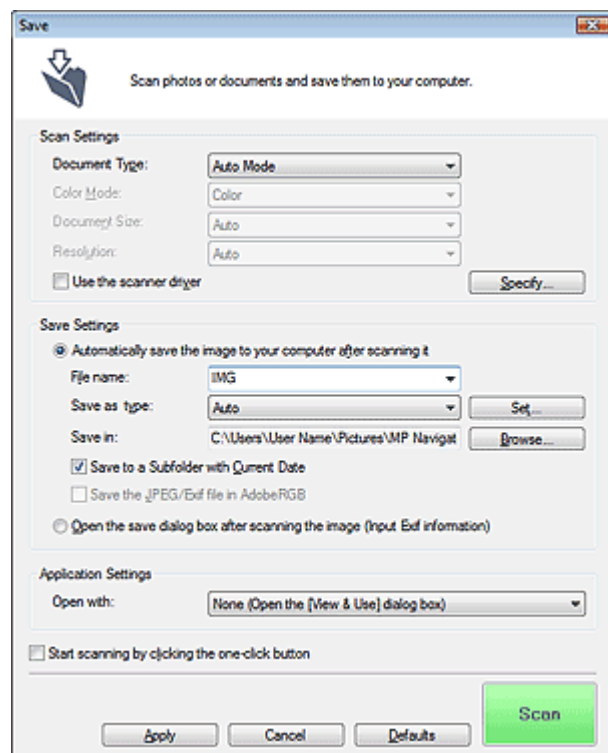 Save
Scan photos or documents and save them to your computer.
Scan Settings
Document Type: Auto Mode
Color Mode: Color
Document Size: Auto
Resolution: Auto
Use the scanner driver Specify...
Save Settings
Automatically save the image to your computer after scanning it
File name: IMG
Save as type: Auto Set...
Save in: C:\Users\User Name\Pictures\MP Navigat Browse...
Save to a Subfolder with Current Date
Save the JPEG/Exif file in AdobeRGB
Open the save dialog box after scanning the image (Input Exif information)
Application Settings
Open with: None (Open the [View & Use] dialog box)
Start scanning by clicking the one-click button
Scan
Apply Cancel Defaults